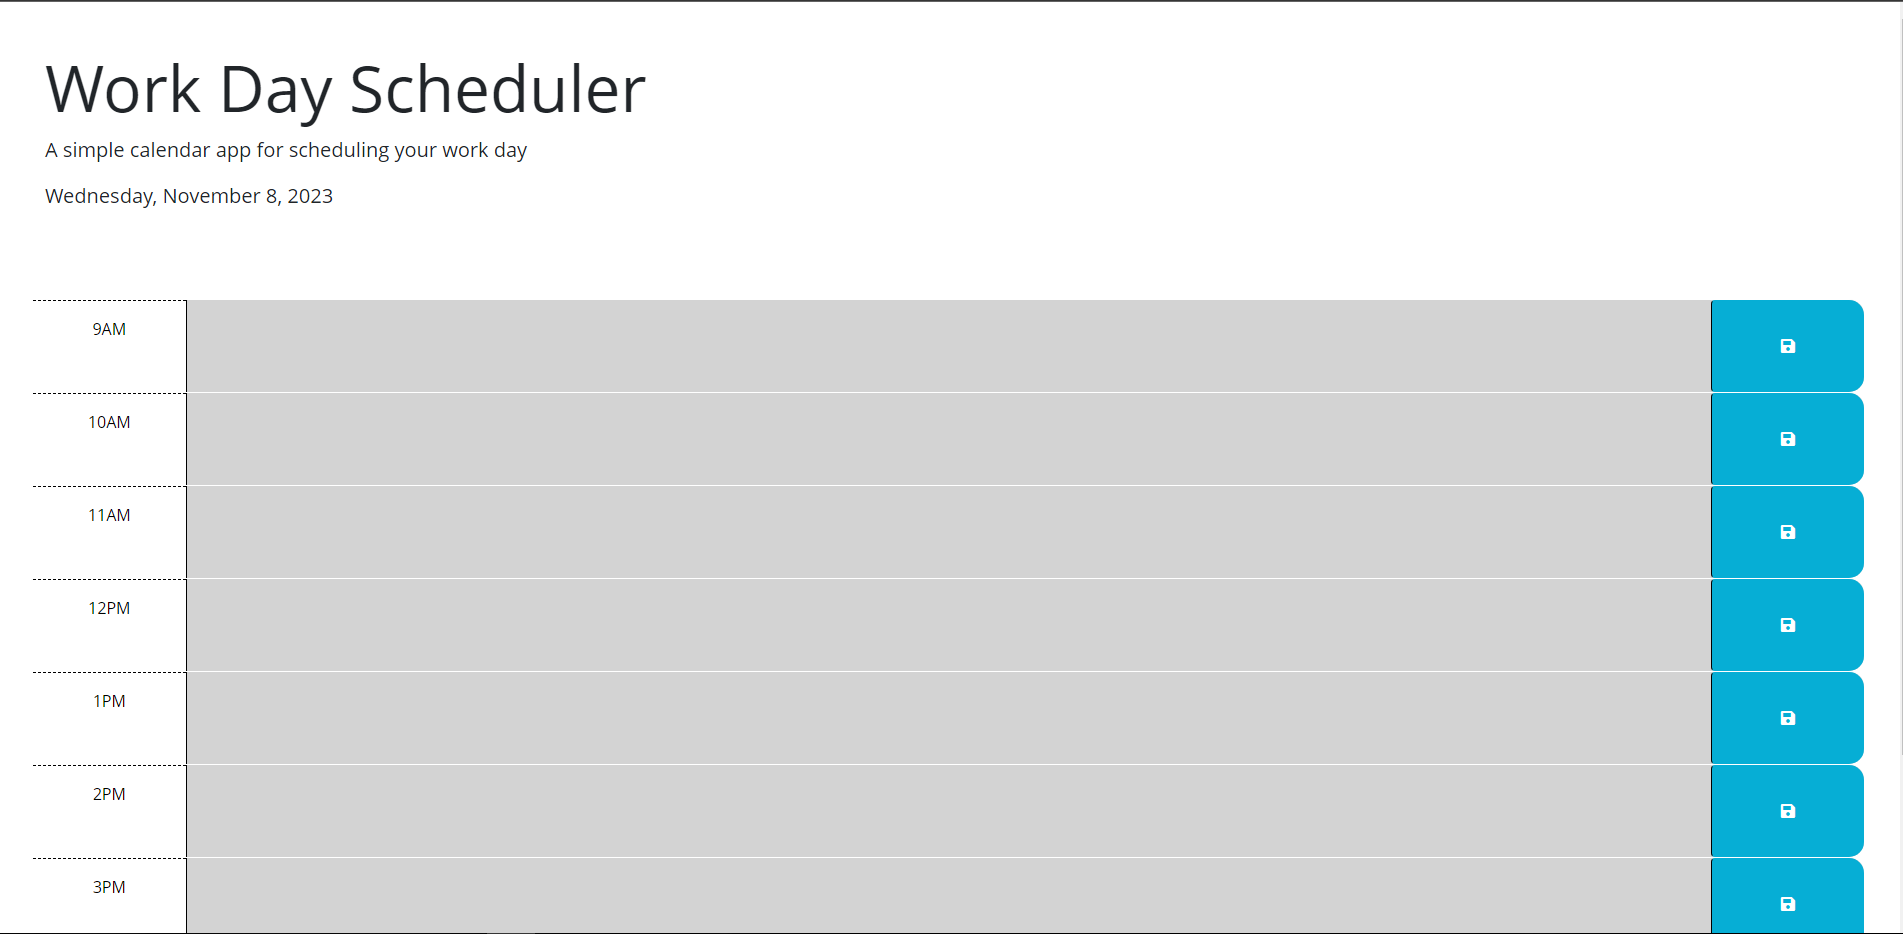 Work Day Scheduler
A simple calendar app for scheduling your work day
Wednesday, November 8, 2023
9AM
10AM
11AM
12PM
1PM
2PM
3PM